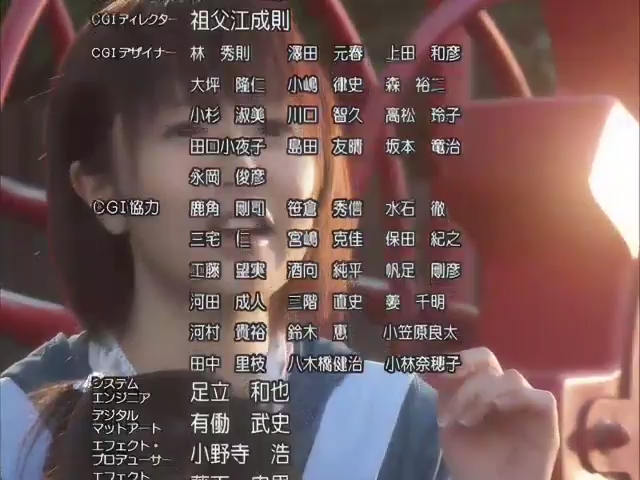 CGIディレクター 祖父江成則
CGIデザイナー 林 秀則 澤田 元春 上田 和彦
大坪 隆仁 小嶋 律史 森 裕二
小杉 淑美 川口 智久 高松 玲子
田口小夜子 島田 友晴 坂本 竜治
永岡 俊彦
CGI協力 鹿角 剛司 笹倉 秀信 水石 徹
三宅 仁 宮嶋 克佳 保田 紀之
工藤 望実 酒向 純平 帆足 剛彦
河田 成人 二階 直史 姜 千明
河村 貴裕 鈴木 恵 小笠原良太
田中 里枝 八木橋健治 小林奈穂子
システム
エンジニア 足立 和也
デジタル
マットアート 有働 武史
エフェクト・
プロデューサー 小野寺 浩
エフェクト